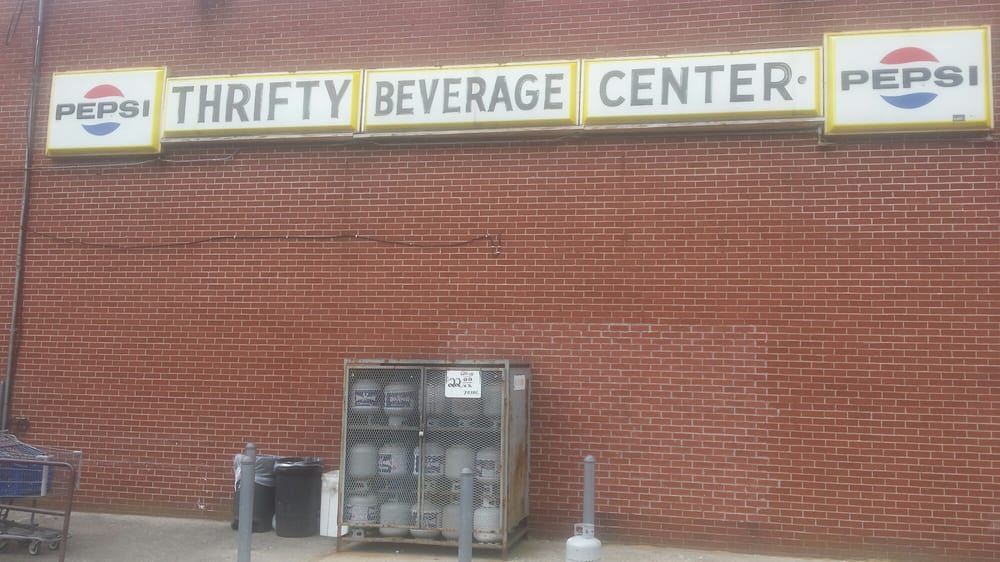 PEPSI THRIFTY BEVERAGE CENTER. PEPSI
22 00